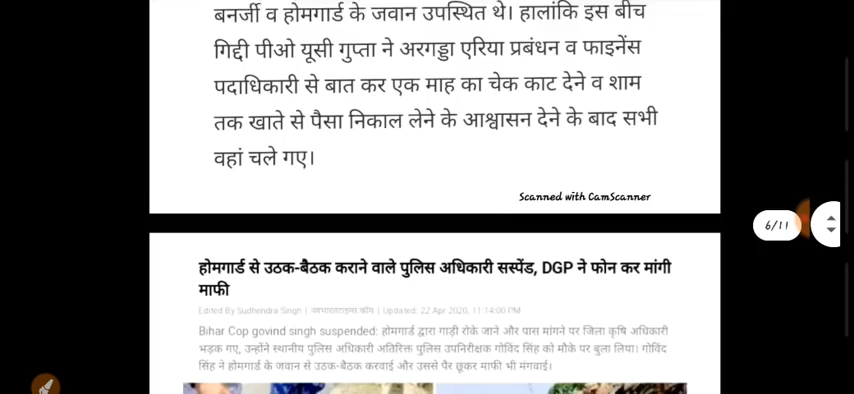 बनर्जी व होमगार्ड के जवान उपस्थित थे। हालांकि इस बीच
गिद्दी पीओ यूसी गुप्ता ने अरगड्डा एरिया प्रबंधन व फाइनेंस
पदाधिकारी से बात कर एक माह का चेक काट देने व शाम
तक खाते से पैसा निकाल लेने के आश्वासन देने के बाद सभी
वहां चले गए।
Scanned with CamScanner
6/11
होमगार्ड से उठक-बैठक कराने वाले पुलिस अधिकारी सस्पेंड, DGP ने फोन कर मांगी
माफी
Edited By Sudhendra Singh | नवभारतटाइम्स.कॉम | Updated: 22 Apr 2020, 11:14:00 PM
Bihar Cop govind singh suspended: होमगार्ड द्वारा गाड़ी रोके जाने और पास मांगने पर जिला कृषि अधिकारी
भड़क गए, उन्होंने स्थानीय पुलिस अधिकारी अतिरिक्त पुलिस उपनिरीक्षक गोविंद सिंह को मौके पर बुला लिया। गोविंद
सिंह ने होमगार्ड के जवान से उठक-बैठक करवाई और उससे पैर छूकर माफी भी मंगवाई।